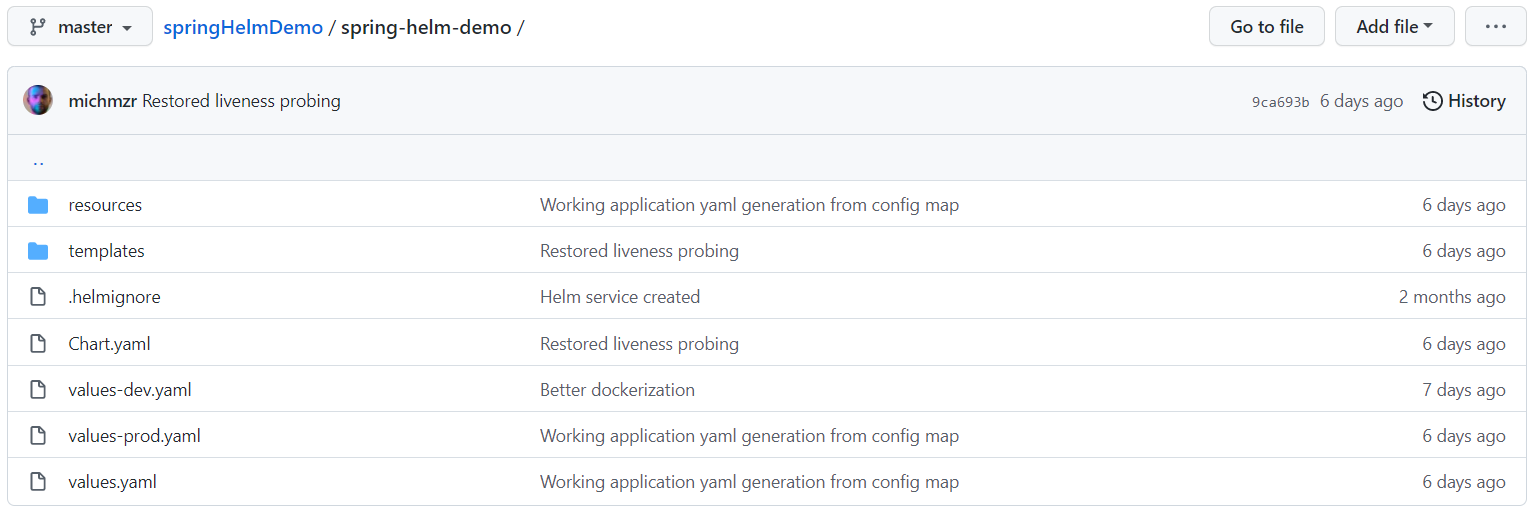 master springHelmDemo / spring-helm-demo / Go to file Add file ...
michmzr Restored liveness probing 9ca693b 6 days ago History
..
resources Working application yaml generation from config map 6 days ago
templates Restored liveness probing 6 days ago
.helmignore Helm service created 2 months ago
Chart.yaml Restored liveness probing 6 days ago
values-dev.yaml Better dockerization 7 days ago
values-prod.yaml Working application yaml generation from config map 6 days ago
values.yaml Working application yaml generation from config map 6 days ago